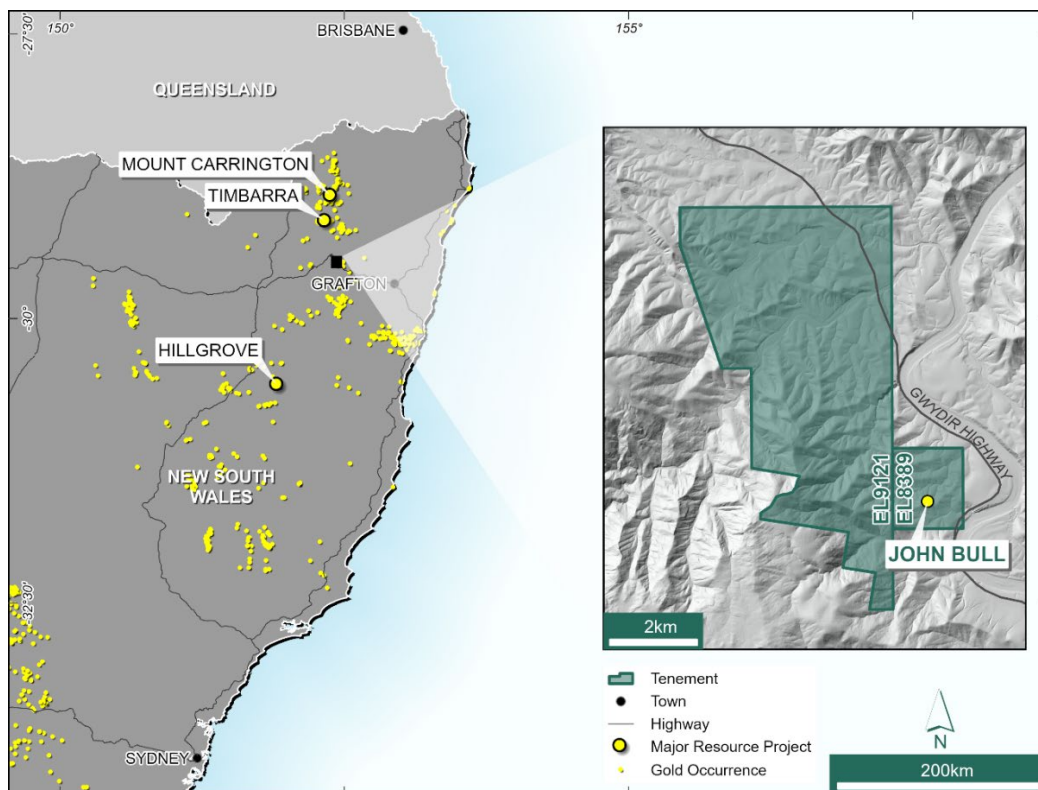 150°
155°
-27°30'
BRISBANE
QUEENSLAND
MOUNT CARRINGTON
TIMBARRA
GRAFTON
-30°
HILLGROVE
NEW SOUTH
WALES
-32°30'
SYDNEY
GWYDIR HIGHWAY
EL9121
EL8389
JOHN BULL
2km
Tenement
Town
Highway
Major Resource Project
Gold Occurrence
N
200km